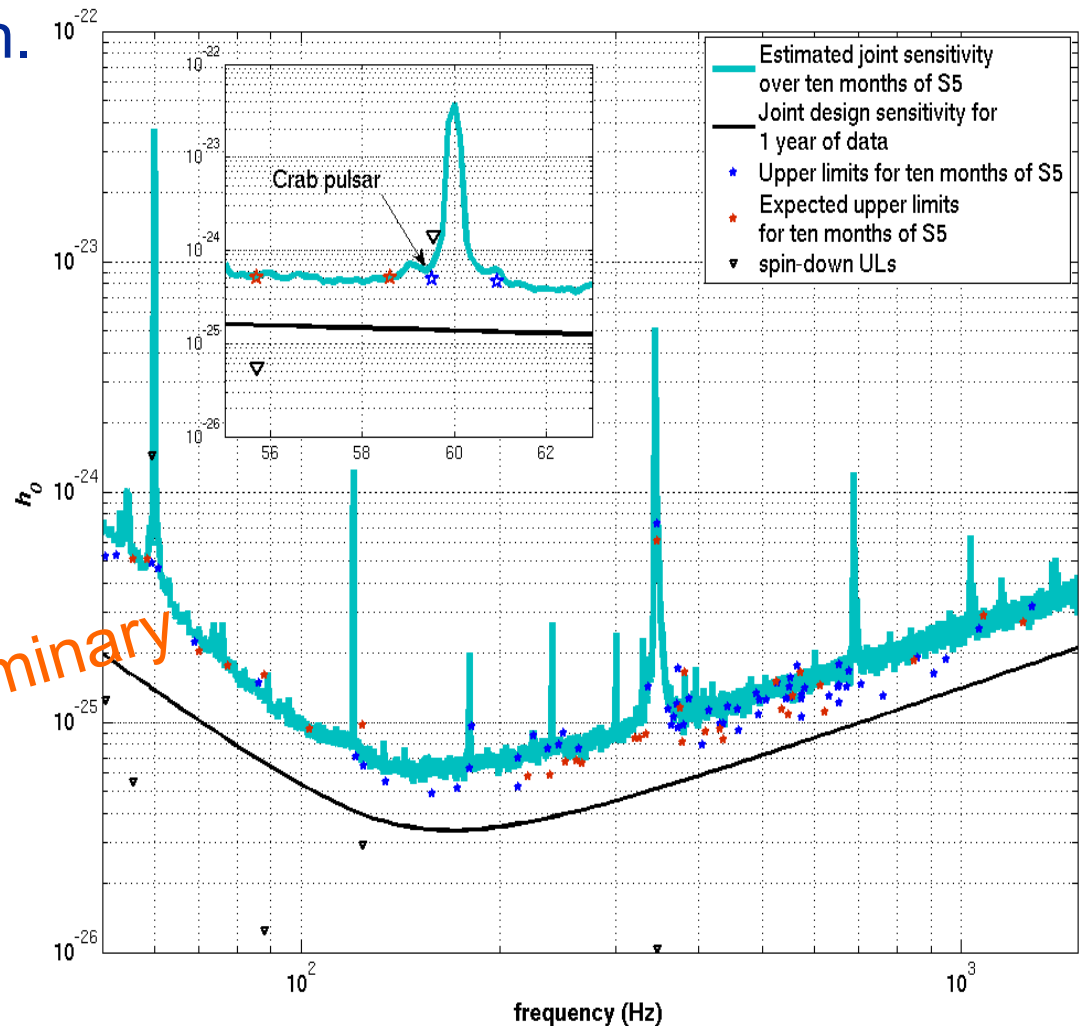 n.
10-22
10-23
10-24
10-25
10-26
h0
10-22
10-23
10-24
10-25
10-26
56
58
60
62
Crab pulsar
Estimated joint sensitivity
over ten months of S5
Joint design sensitivity for
1 year of data
Upper limits for ten months of S5
Expected upper limits
for ten months of S5
spin-down ULs
minary
10^2
10^3
frequency (Hz)